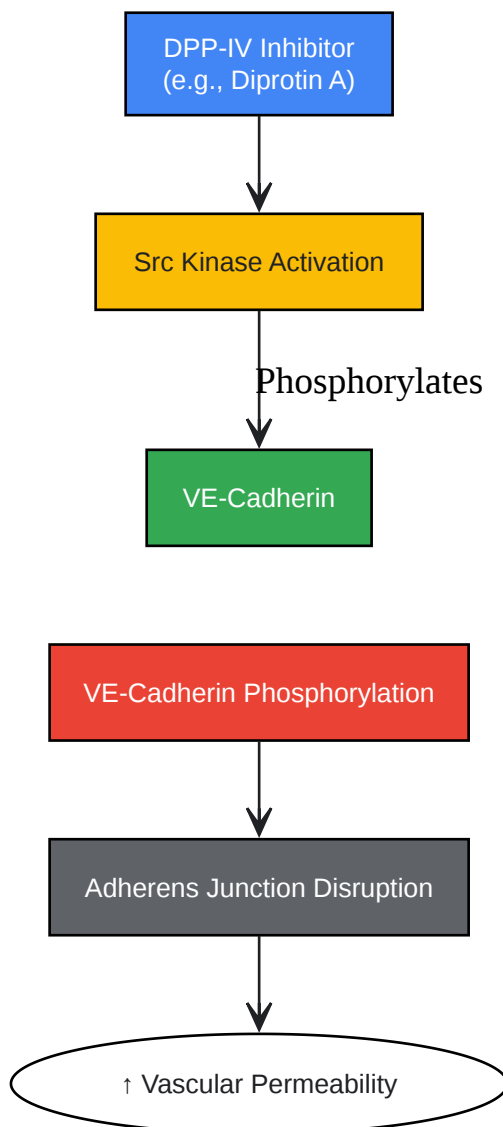 DPP-IV Inhibitor
(e.g., Diprotin A)
Src Kinase Activation
Phosphorylates
VE-Cadherin
VE-Cadherin Phosphorylation
Adherens Junction Disruption
↑ Vascular Permeability